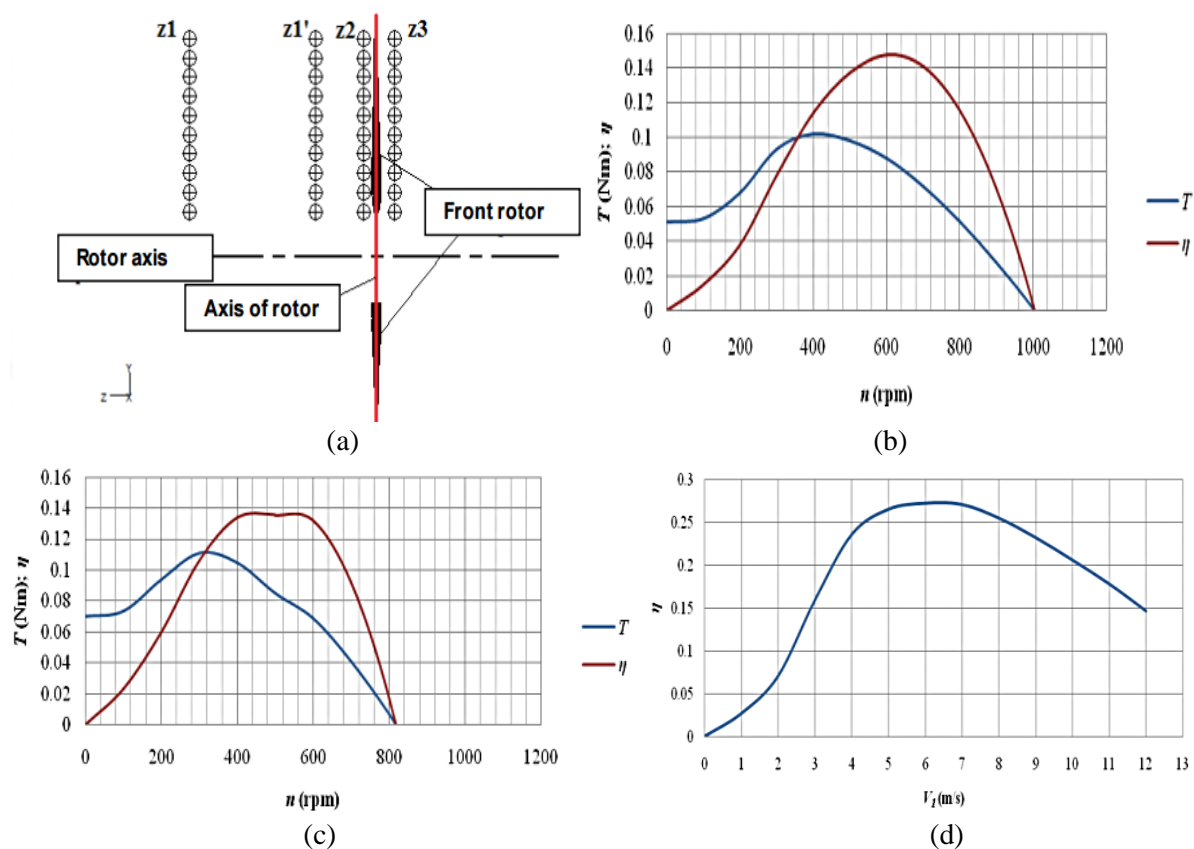 z1 z1' z2 z3
Front rotor
Rotor axis
Axis of rotor
Y
Z X
(a)
0.16
0.14
0.12
0.1
0.08
0.06
0.04
0.02
0
T (Nm); η
0 200 400 600 800 1000 1200
n (rpm)
T
η
(b)
0.16
0.14
0.12
0.1
0.08
0.06
0.04
0.02
0
T (Nm); η
0 200 400 600 800 1000 1200
n (rpm)
T
η
(c)
0.3
0.25
0.2
0.15
0.1
0.05
0
η
0 1 2 3 4 5 6 7 8 9 10 11 12 13
V1 (m/s)
(d)